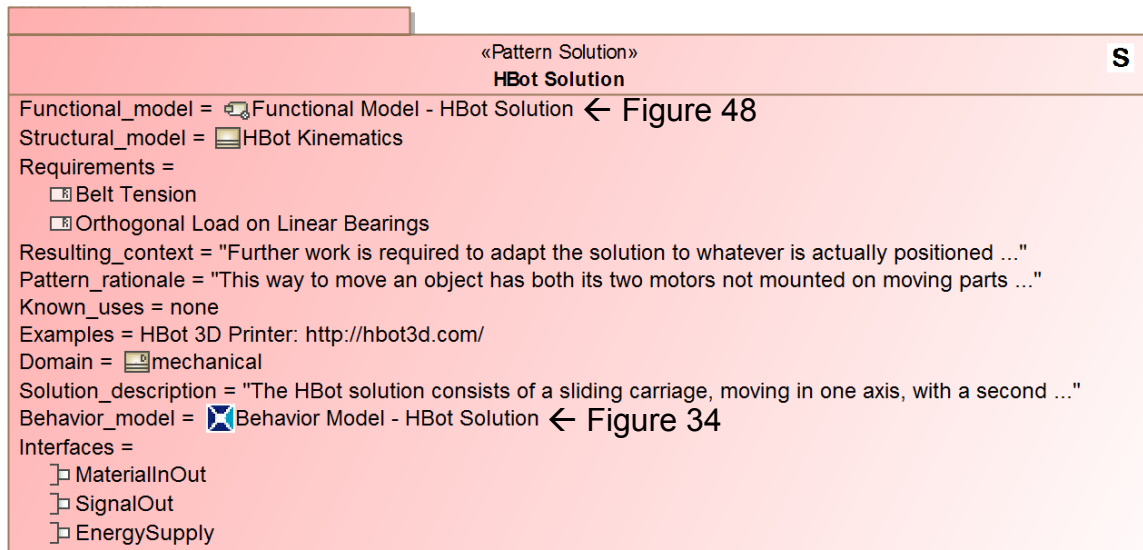 «Pattern Solution»
S
HBot Solution
Functional_model = Functional Model - HBot Solution ← Figure 48
Structural_model = HBot Kinematics
Requirements =
Belt Tension
Orthogonal Load on Linear Bearings
Resulting_context = "Further work is required to adapt the solution to whatever is actually positioned ..."
Pattern_rationale = "This way to move an object has both its two motors not mounted on moving parts ..."
Known_uses = none
Examples = HBot 3D Printer: http://hbot3d.com/
Domain = mechanical
Solution_description = "The HBot solution consists of a sliding carriage, moving in one axis, with a second ..."
Behavior_model = Behavior Model - HBot Solution ← Figure 34
Interfaces =
MaterialInOut
SignalOut
EnergySupply